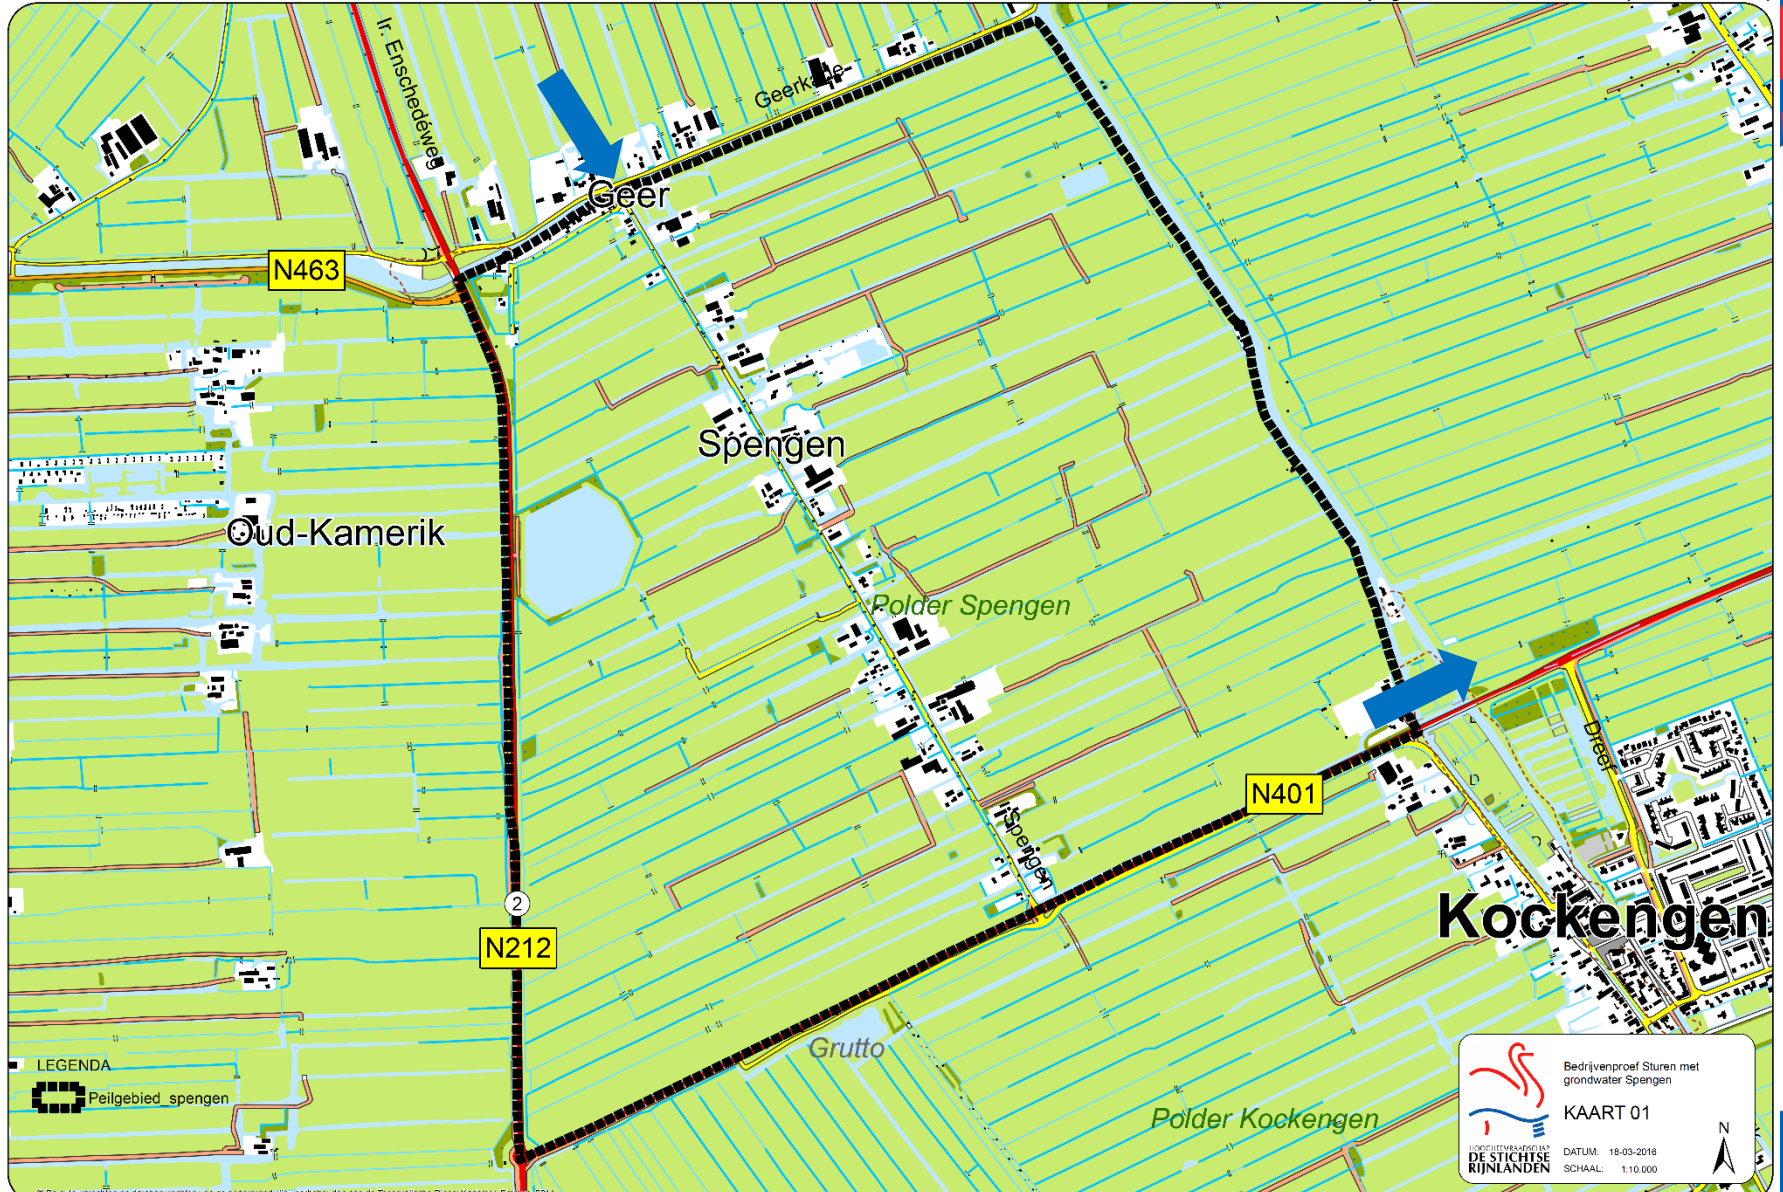 Ir. Enschedéweg
Geerkade
Geer
N463
Spengen
Oud-Kamerik
Polder Spengen
N401
Dreef
Spengen
2
N212
Kockengen
Grutto
Polder Kockengen
LEGENDA
Peilgebied_spengen
Bedrijvenproef Sturen met
grondwater Spengen
KAART 01
HOOGHEEMRAADSCHAP
DE STICHTSE
RIJNLANDEN
DATUM: 18-03-2016
SCHAAL: 1:10.000
N